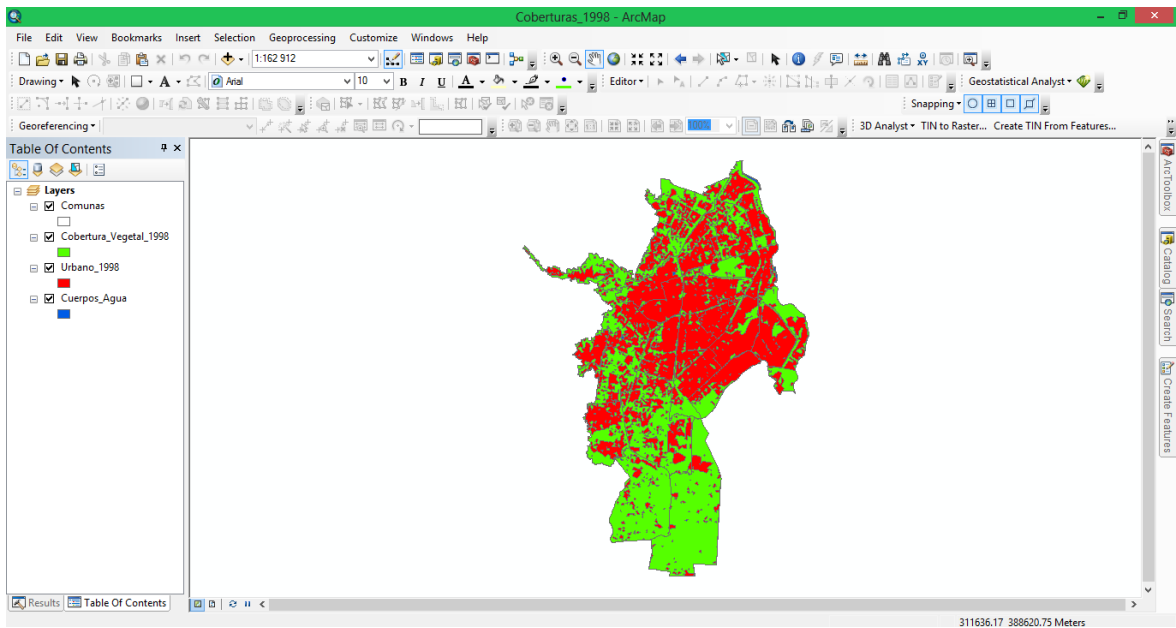 Coberturas_1998 - ArcMap
File Edit View Bookmarks Insert Selection Geoprocessing Customize Windows Help
1:162 912
Drawing Arial 10 B I U A Editor Geostatistical Analyst
Snapping
Georeferencing 100% 3D Analyst TIN to Raster... Create TIN From Features...
Table Of Contents
Layers
Comunas
Cobertura_Vegetal_1998
Urbano_1998
Cuerpos_Agua
ArcToolbox
Catalog
Search
Create Features
Results Table Of Contents
311636.17 388620.75 Meters